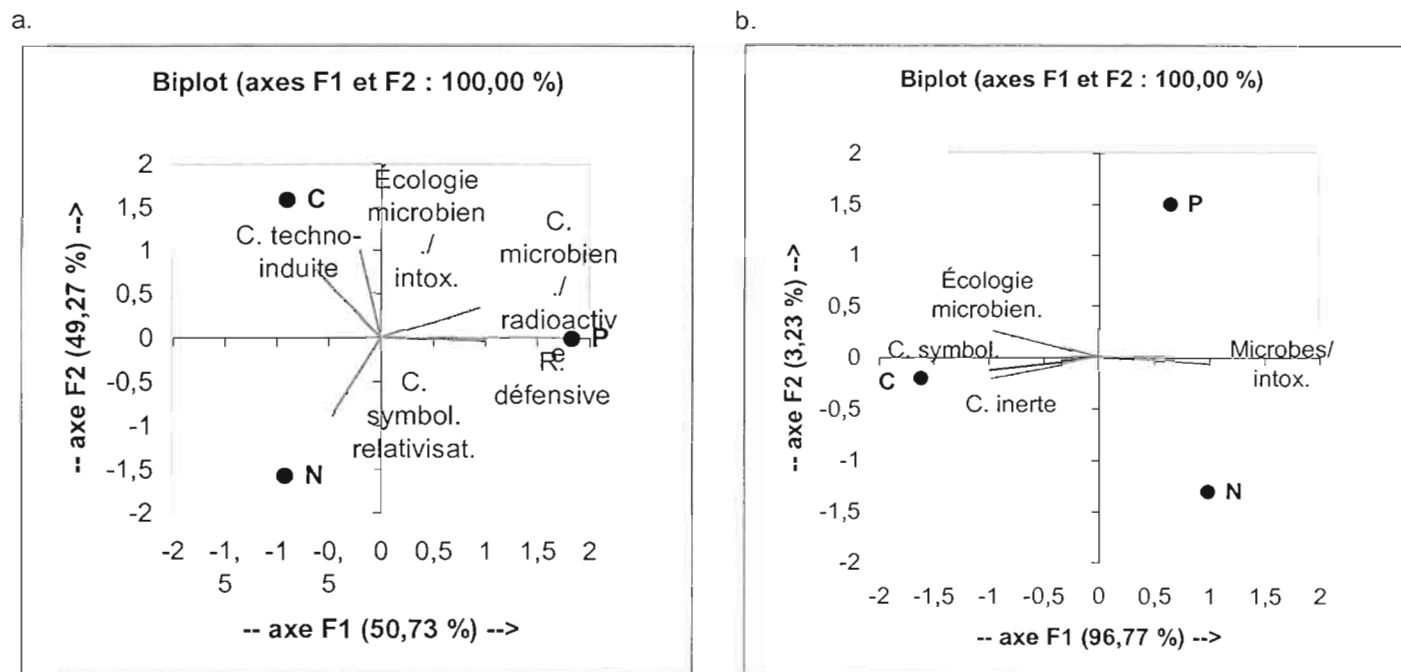 a.
Biplot (axes F1 et F2 : 100,00 %)
2
1,5
1
0,5
0
-0,5
-1
-1,5
-2
-- axe F2 (49,27 %) -->
C
Écologie
microbien
./
intox.
C. techno-
induite
C.
microbien
./
radioactiv
e
P
R.
défensive
C.
symbol.
relativisat.
N
-2
-1,
5
-1
-0,
5
0
0,5
1
1,5
2
-- axe F1 (50,73 %) -->
b.
Biplot (axes F1 et F2 : 100,00 %)
2
1,5
1
0,5
0
-0,5
-1
-1,5
-2
-- axe F2 (3,23 %) -->
P
Écologie
microbien.
C. symbol.
C
C. inerte
Microbes/
intox.
N
-2
-1,5
-1
-0,5
0
0,5
1
1,5
2
-- axe F1 (96,77 %) -->